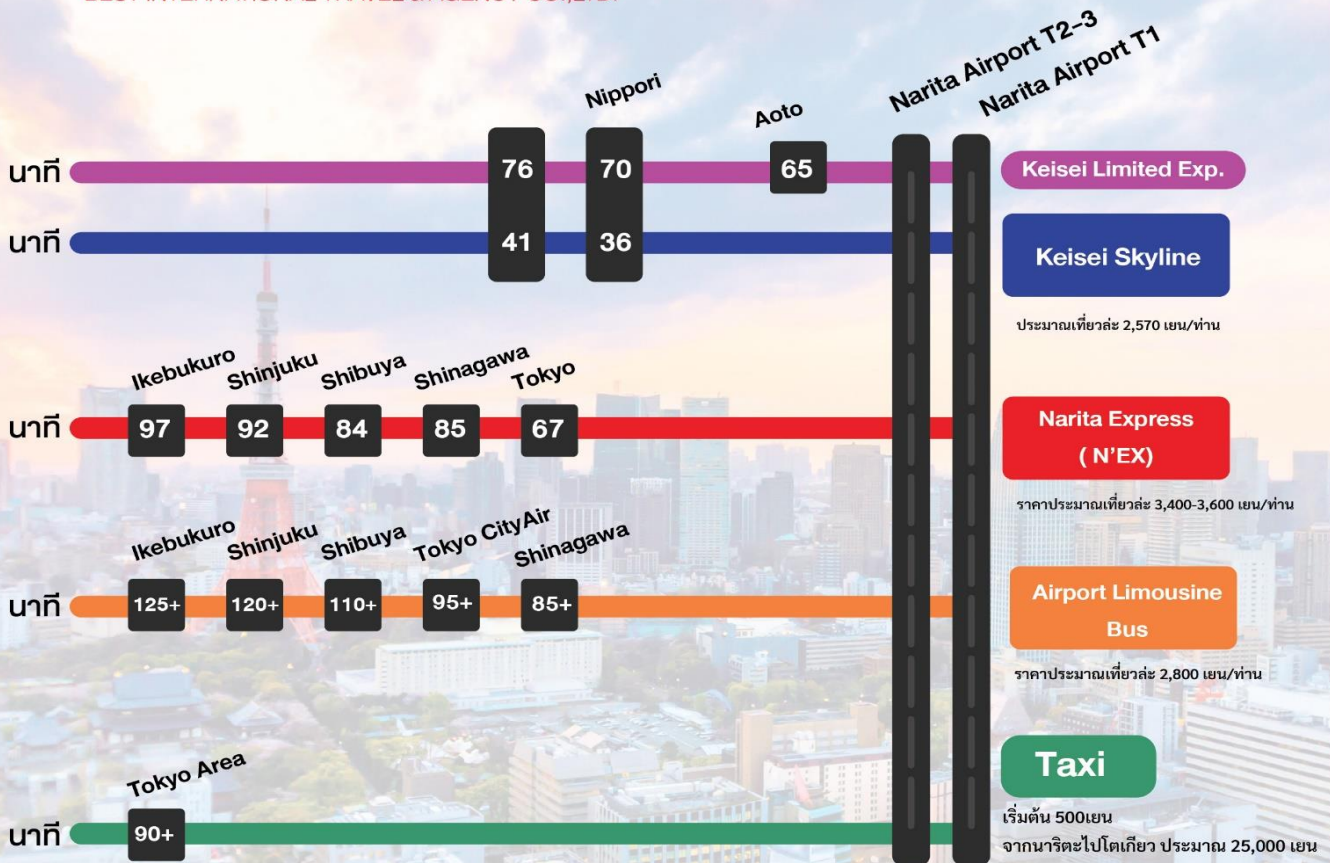 Nippori
Aoto
Narita Airport T2-3
Narita Airport T1
นาที
76
70
65
Keisei Limited Exp.
นาที
41
36
Keisei Skyline
ประมาณเที่ยวล่ะ 2,570 เยน/ท่าน
Ikebukuro
Shinjuku
Shibuya
Shinagawa
Tokyo
นาที
97
92
84
85
67
Narita Express
( N'EX)
ราคาประมาณเที่ยวล่ะ 3,400-3,600 เยน/ท่าน
Ikebukuro
Shinjuku
Shibuya
Tokyo CityAir
Shinagawa
นาที
125+
120+
110+
95+
85+
Airport Limousine
Bus
ราคาประมาณเที่ยวล่ะ 2,800 เยน/ท่าน
Tokyo Area
นาที
90+
Taxi
เริ่มต้น 500เยน
จากนาริตะไปโตเกียว ประมาณ 25,000 เยน